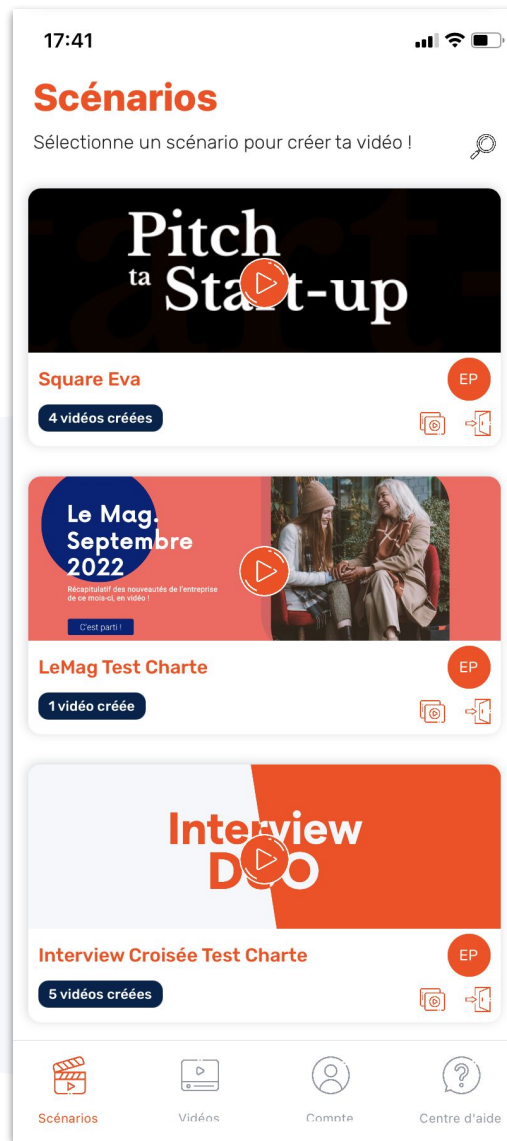 17:41
Scénarios
Sélectionne un scénario pour créer ta vidéo !
Pitch
ta Start-up
Square Eva
EP
4 vidéos créées
Le Mag.
Septembre
2022
Récapitulatif des nouveautés de l'entreprise
de ce mois-ci, en vidéo !
C'est parti !
LeMag Test Charte
EP
1 vidéo créée
Interview
DUO
Interview Croisée Test Charte
EP
5 vidéos créées
Scénarios
Vidéos
Compte
Centre d'aide